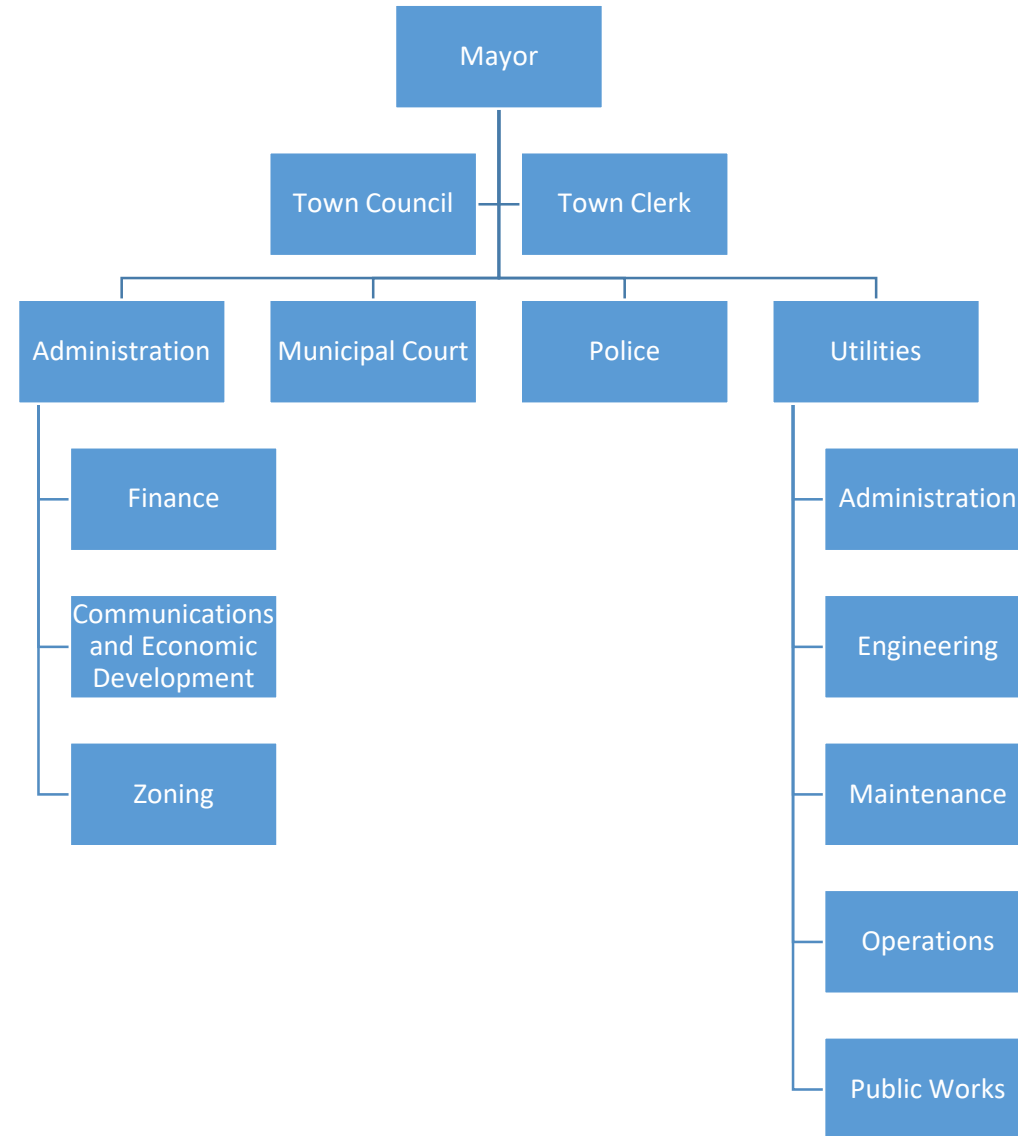 Mayor
Town Council
Town Clerk
Administration
Municipal Court
Police
Utilities
Finance
Communications
and Economic
Development
Zoning
Administration
Engineering
Maintenance
Operations
Public Works